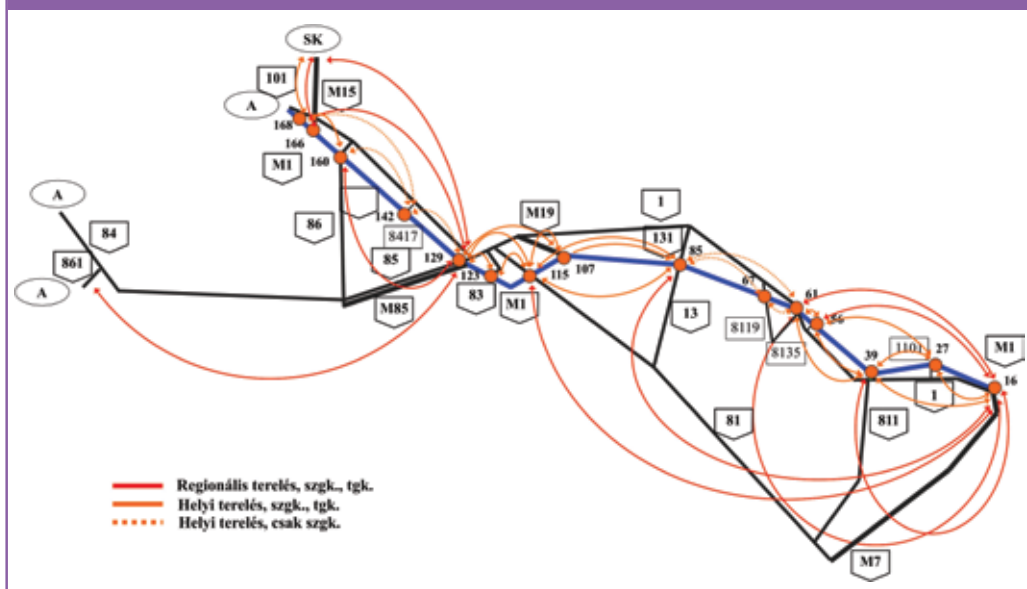 SK
101
M15
A
168
166
160
M1
A
84
86
142
8417
861
85
129
A
M85
123
83
M19
115
M1
107
1
131
85
13
67
61
56
8119
8135
1101
27
M1
39
16
1
81
811
M7
Regionális terelés, szgk., tgk.
Helyi terelés, szgk., tgk.
Helyi terelés, csak szgk.